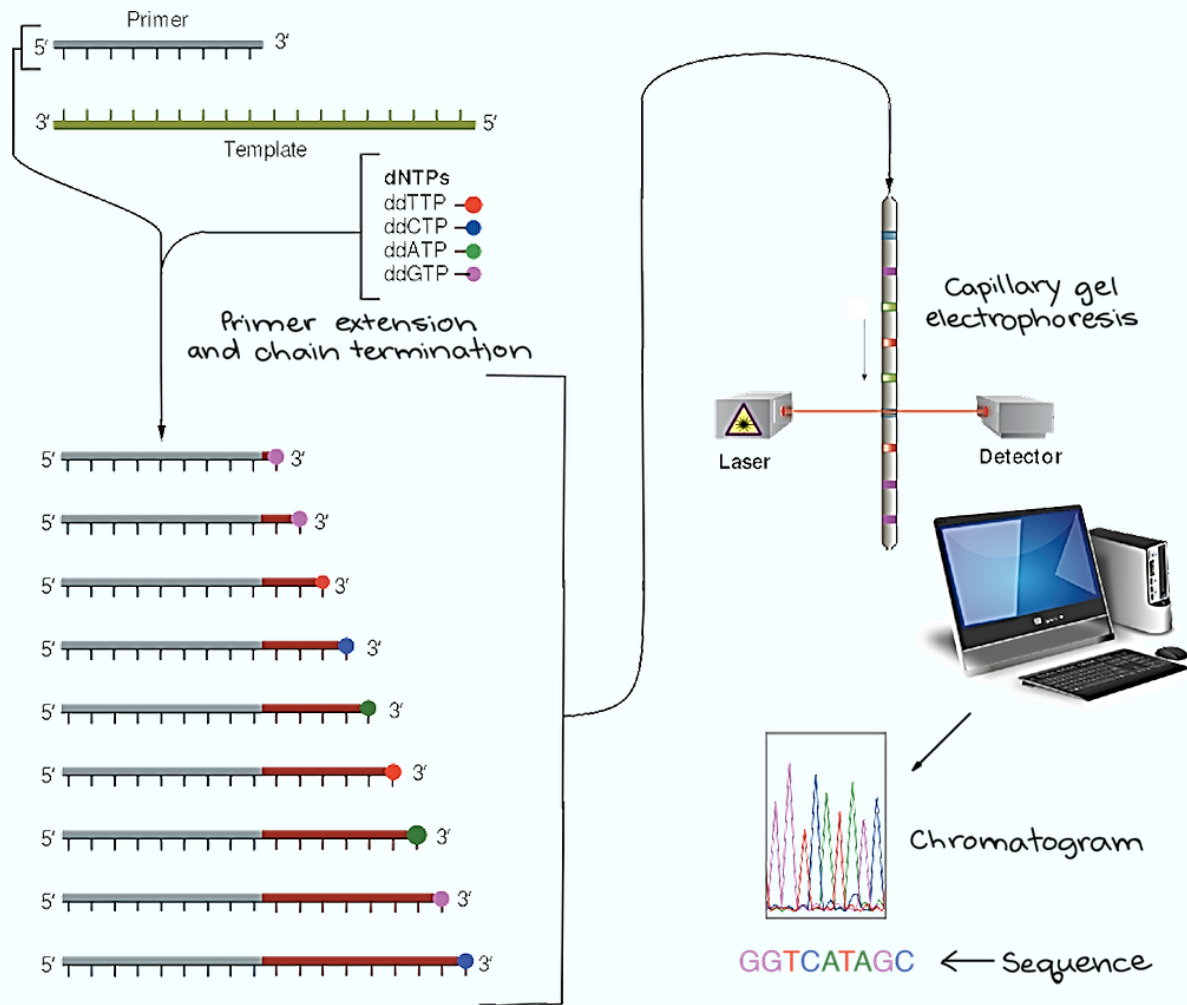 Primer
5′ 3′
3′ 5′
Template
dNTPs
ddTTP
ddCTP
ddATP
ddGTP
Primer extension
and chain termination
5′ 3′
5′ 3′
5′ 3′
5′ 3′
5′ 3′
5′ 3′
5′ 3′
5′ 3′
5′ 3′
Capillary gel
electrophoresis
Laser
Detector
Chromatogram
GGTCATAGC
Sequence